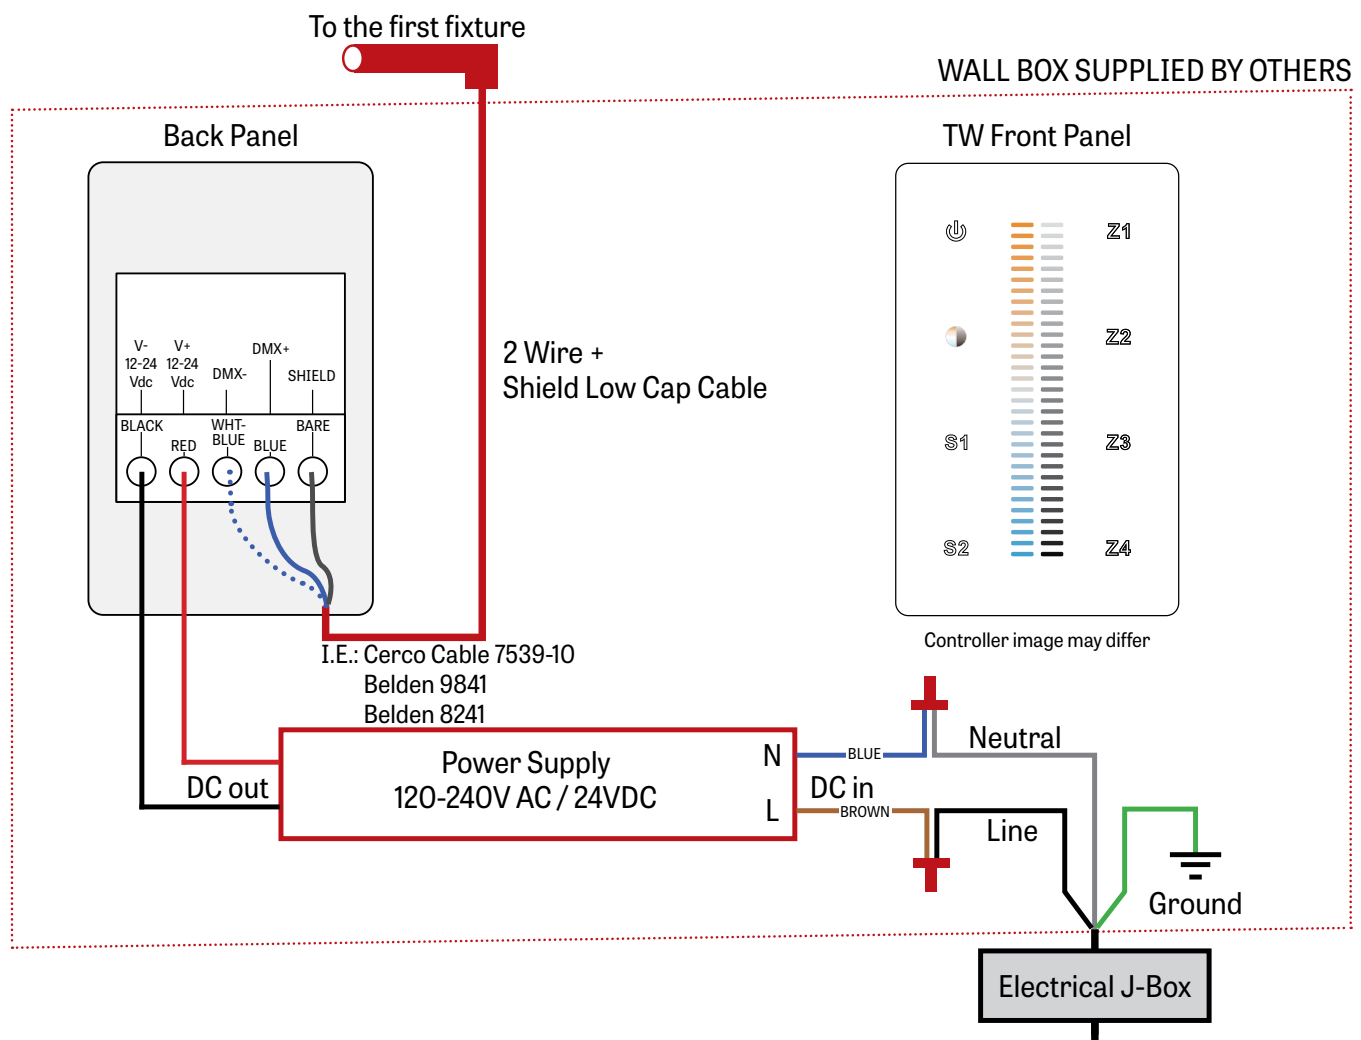 To the first fixture
WALL BOX SUPPLIED BY OTHERS
Back Panel
TW Front Panel
V-
12-24
Vdc
V+
12-24
Vdc
DMX-
DMX+
SHIELD
BLACK
RED
WHT-
BLUE
BLUE
BARE
2 Wire +
Shield Low Cap Cable
Z1
Z2
S1
Z3
S2
Z4
Controller image may differ
I.E.: Cerco Cable 7539-10
Belden 9841
Belden 8241
Power Supply
120-240V AC / 24VDC
DC out
N
L
BLUE
DC in
BROWN
Neutral
Line
Ground
Electrical J-Box